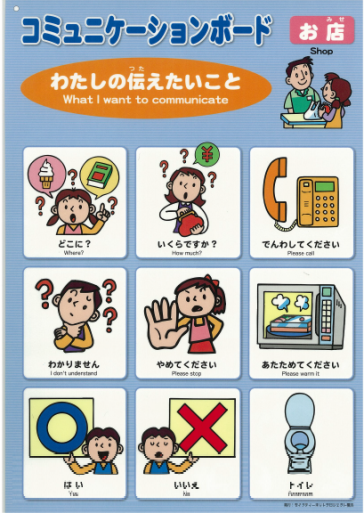 コミュニケーションボード
お店
みせ
Shop
わたしの伝えたいこと
つた
What I want to communicate
¥
どこに？
Where?
いくらですか？
How much?
でんわしてください
Please call
わかりません
I don't understand
やめてください
Please stop
あたためてください
Please warm it
はい
Yes
いいえ
No
トイレ